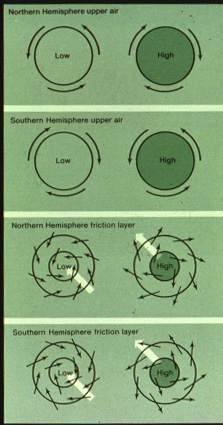 Northern Hemisphere upper air
Low
High
Southern Hemisphere upper air
Low
High
Northern Hemisphere friction layer
Low
High
Southern Hemisphere friction layer
Low
High